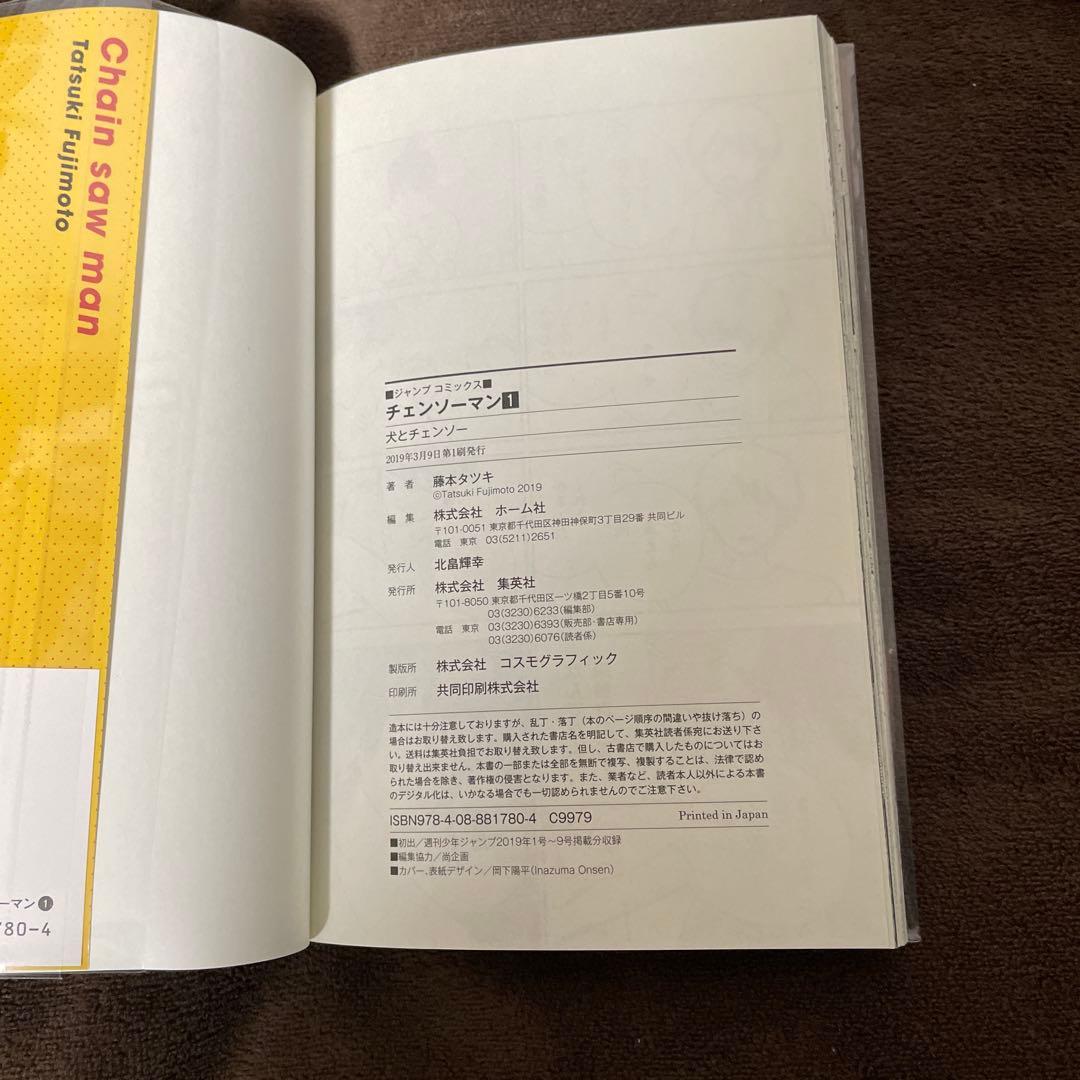 Chain saw man
Tatsuki Fujimoto
ーマン❶
780-4
■ジャンプ コミックス■
チェンソーマン1
犬とチェンソー
2019年3月9日第1刷発行
著 者 藤本タツキ
©Tatsuki Fujimoto 2019
編 集 株式会社 ホーム社
〒101-0051 東京都千代田区神田神保町3丁目29番 共同ビル
電話 東京 03(5211)2651
発行人 北畠輝幸
発行所 株式会社 集英社
〒101-8050 東京都千代田区一ツ橋2丁目5番10号
03(3230)6233(編集部)
電話 東京 03(3230)6393(販売部・書店専用)
03(3230)6076(読者係)
製版所 株式会社 コスモグラフィック
印刷所 共同印刷株式会社
造本には十分注意しておりますが、乱丁・落丁（本のページ順序の間違いや抜け落ち）の
場合はお取り替え致します。購入された書店名を明記して、集英社読者係宛にお送り下さ
い。送料は集英社負担でお取り替え致します。但し、古書店で購入したものについてはお
取り替え出来ません。本書の一部または全部を無断で複写、複製することは、法律で認め
られた場合を除き、著作権の侵害となります。また、業者など、読者本人以外による本書
のデジタル化は、いかなる場合でも一切認められませんのでご注意下さい。
ISBN978-4-08-881780-4 C9979 Printed in Japan
■初出／週刊少年ジャンプ2019年1号〜9号掲載分収録
■編集協力／尚企画
■カバー、表紙デザイン／岡下陽平(Inazuma Onsen)